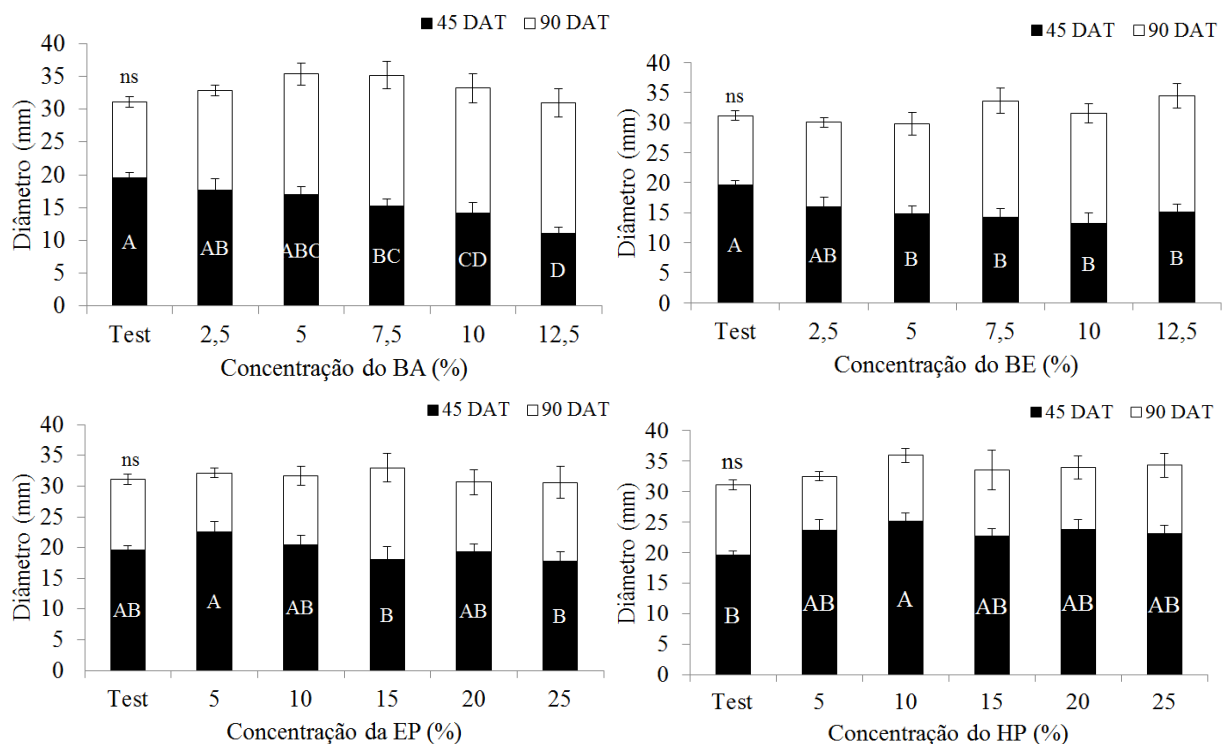 ■ 45 DAT □ 90 DAT
Diâmetro (mm)
40
35
30
25
20
15
10
5
0
ns
A AB ABC BC CD D
Test 2,5 5 7,5 10 12,5
Concentração do BA (%)
■ 45 DAT □ 90 DAT
Diâmetro (mm)
40
35
30
25
20
15
10
5
0
ns
A AB B B B B
Test 2,5 5 7,5 10 12,5
Concentração do BE (%)
■ 45 DAT □ 90 DAT
Diâmetro (mm)
40
35
30
25
20
15
10
5
0
ns
AB A AB B AB B
Test 5 10 15 20 25
Concentração da EP (%)
■ 45 DAT □ 90 DAT
Diâmetro (mm)
40
35
30
25
20
15
10
5
0
ns
B AB A AB AB AB
Test 5 10 15 20 25
Concentração do HP (%)